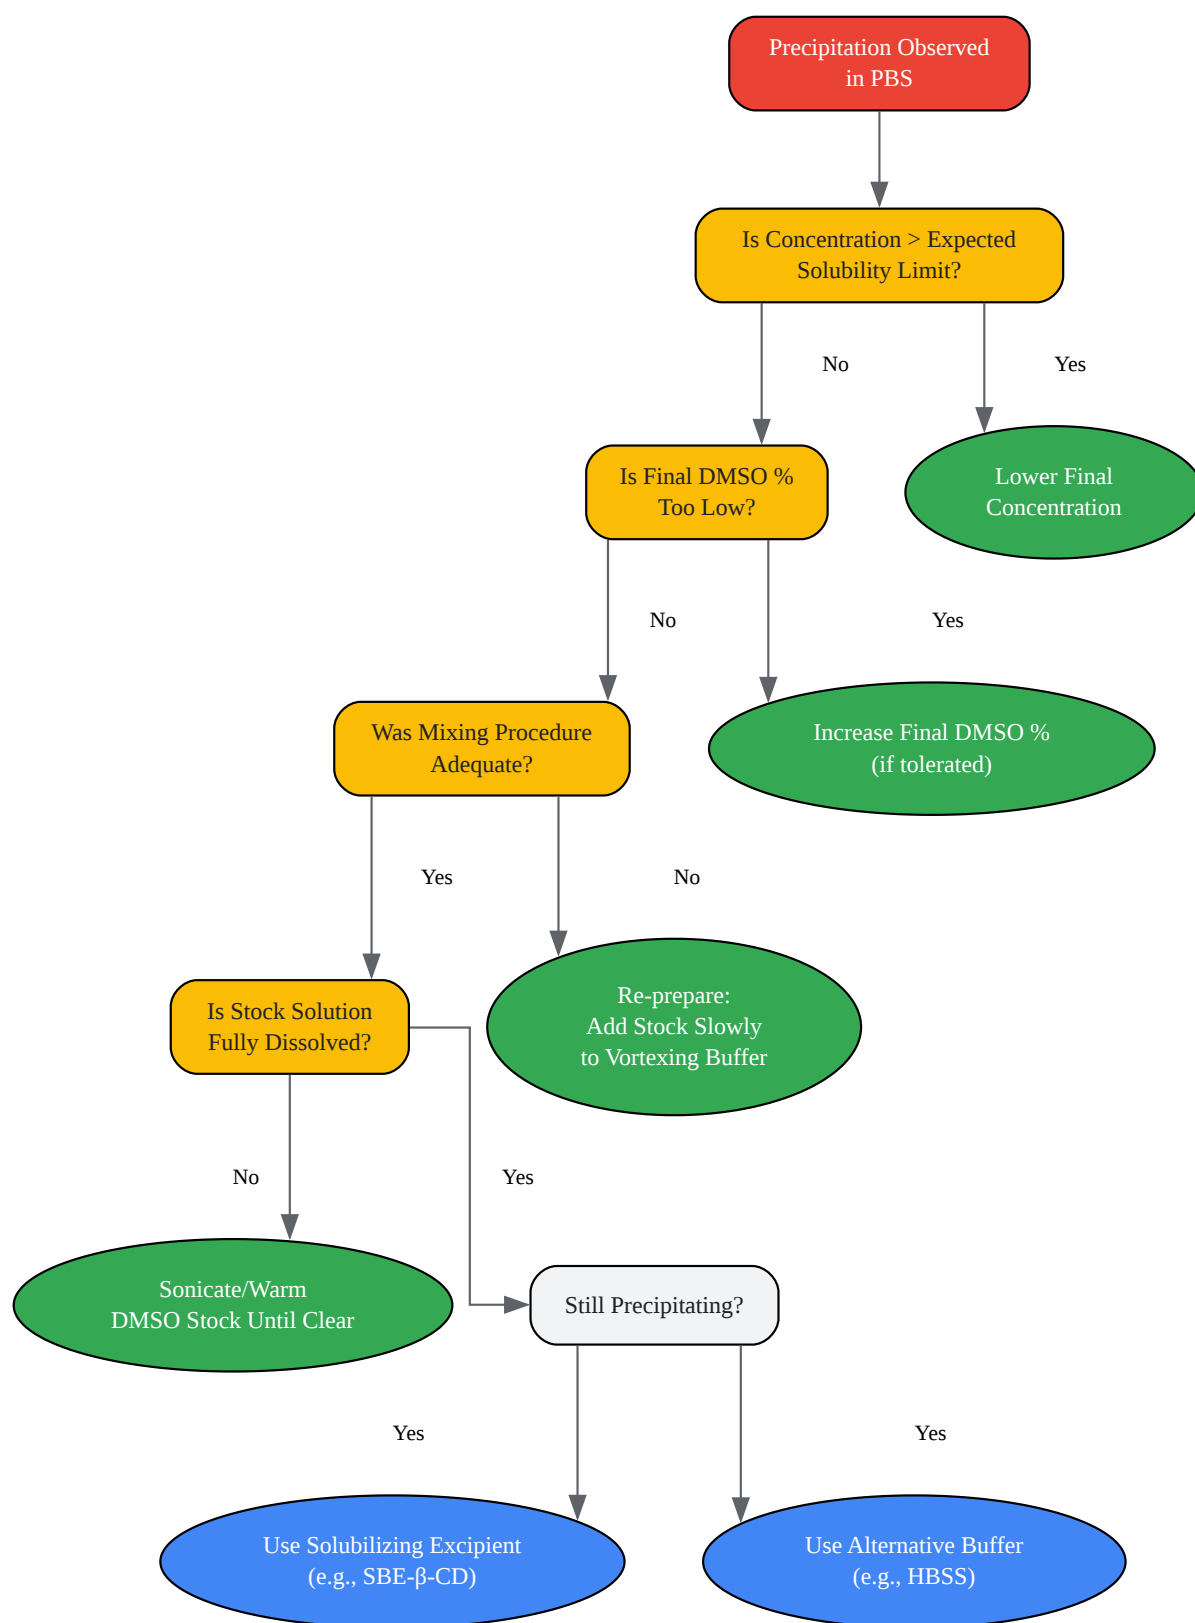 Precipitation Observed
in PBS
Is Concentration > Expected
Solubility Limit?
No
Yes
Is Final DMSO %
Too Low?
Lower Final
Concentration
No
Yes
Was Mixing Procedure
Adequate?
Increase Final DMSO %
(if tolerated)
Yes
No
Is Stock Solution
Fully Dissolved?
Re-prepare:
Add Stock Slowly
to Vortexing Buffer
No
Yes
Sonicate/Warm
DMSO Stock Until Clear
Still Precipitating?
Yes
Yes
Use Solubilizing Excipient
(e.g., SBE-β-CD)
Use Alternative Buffer
(e.g., HBSS)